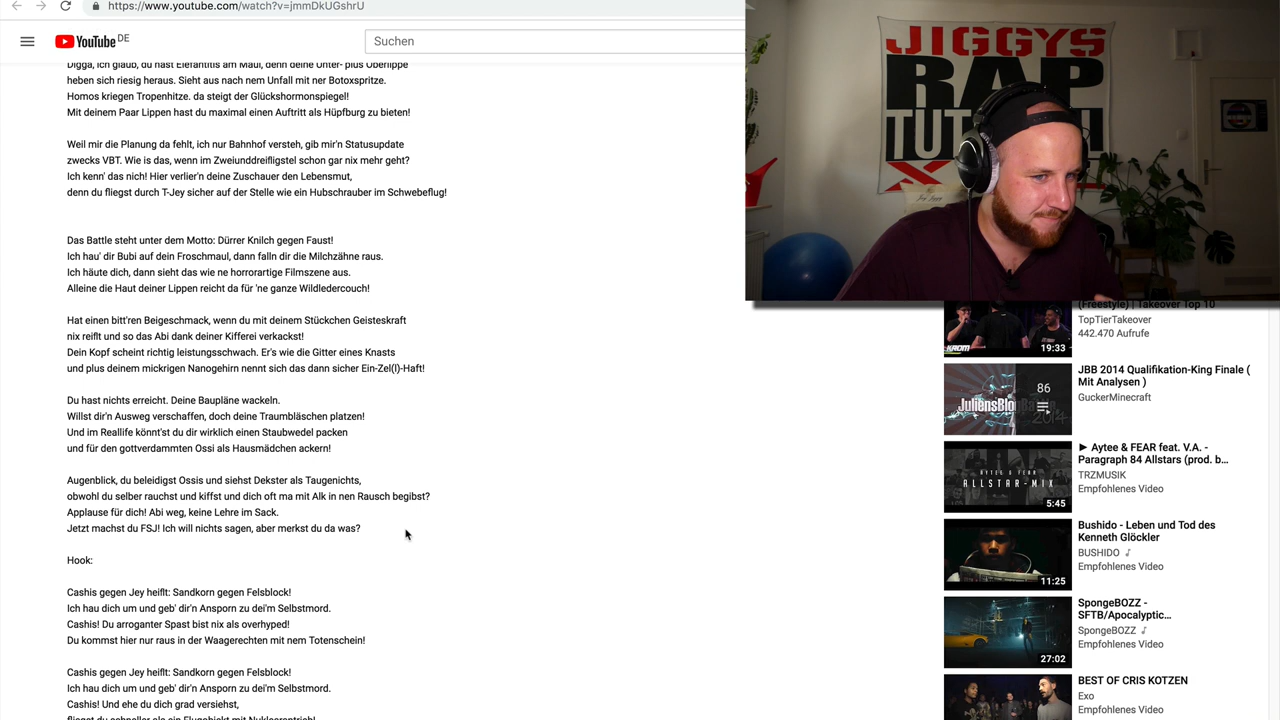 https://www.youtube.com/watch?v=jmmDkUGshrU
YouTube DE
Suchen
Digga, ich glaub, du hast Elefantitis am Maul, denn deine Unter- plus Oberlippe
heben sich riesig heraus. Sieht aus nach nem Unfall mit ner Botoxspritze.
Homos kriegen Tropenhitze. da steigt der Glückshormonspiegel!
Mit deinem Paar Lippen hast du maximal einen Auftritt als Hüpfburg zu bieten!
Weil mir die Planung da fehlt, ich nur Bahnhof versteh, gib mir'n Statusupdate
zwecks VBT. Wie is das, wenn im Zweiunddreißigstel schon gar nix mehr geht?
Ich kenn' das nich! Hier verlier'n deine Zuschauer den Lebensmut,
denn du fliegst durch T-Jey sicher auf der Stelle wie ein Hubschrauber im Schwebeflug!
Das Battle steht unter dem Motto: Dürrer Knilch gegen Faust!
Ich hau' dir Bubi auf dein Froschmaul, dann falln dir die Milchzähne raus.
Ich häute dich, dann sieht das wie ne horrorartige Filmszene aus.
Alleine die Haut deiner Lippen reicht da für 'ne ganze Wildledercouch!
Hat einen bitt'ren Beigeschmack, wenn du mit deinem Stückchen Geisteskraft
nix reißt und so das Abi dank deiner Kifferei verkackst!
Dein Kopf scheint richtig leistungsschwach. Er's wie die Gitter eines Knasts
und plus deinem mickrigen Nanogehirn nennt sich das dann sicher Ein-Zel(l)-Haft!
Du hast nichts erreicht. Deine Baupläne wackeln.
Willst dir'n Ausweg verschaffen, doch deine Traumbläschen platzen!
Und im Reallife könnt'st du dir wirklich einen Staubwedel packen
und für den gottverdammten Ossi als Hausmädchen ackern!
Augenblick, du beleidigst Ossis und siehst Dekster als Taugenichts,
obwohl du selber rauchst und kiffst und dich oft ma mit Alk in nen Rausch begibst?
Applause für dich! Abi weg, keine Lehre im Sack.
Jetzt machst du FSJ! Ich will nichts sagen, aber merkst du da was?
Hook:
Cashis gegen Jey heißt: Sandkorn gegen Felsblock!
Ich hau dich um und geb' dir'n Ansporn zu dei'm Selbstmord.
Cashis! Du arroganter Spast bist nix als overhyped!
Du kommst hier nur raus in der Waagerechten mit nem Totenschein!
Cashis gegen Jey heißt: Sandkorn gegen Felsblock!
Ich hau dich um und geb' dir'n Ansporn zu dei'm Selbstmord.
Cashis! Und ehe du dich grad versiehst,
fliegst du schneller als ein Flugobjekt mit Nuklearantrieb!
JIGGYS
RAP
(Freestyle) | Takeover Top 10
TopTierTakeover
442.470 Aufrufe
KROM
19:33
JBB 2014 Qualifikation-King Finale (
Mit Analysen )
GuckerMinecraft
86
► Aytee & FEAR feat. V.A. -
Paragraph 84 Allstars (prod. b...
TRZMUSIK
Empfohlenes Video
AYTEE & FEAR
ALLSTAR-MIX
5:45
Bushido - Leben und Tod des
Kenneth Glöckler
BUSHIDO
Empfohlenes Video
11:25
SpongeBOZZ -
SFTB/Apocalyptic...
SpongeBOZZ
Empfohlenes Video
27:02
BEST OF CRIS KOTZEN
Exo
Empfohlenes Video